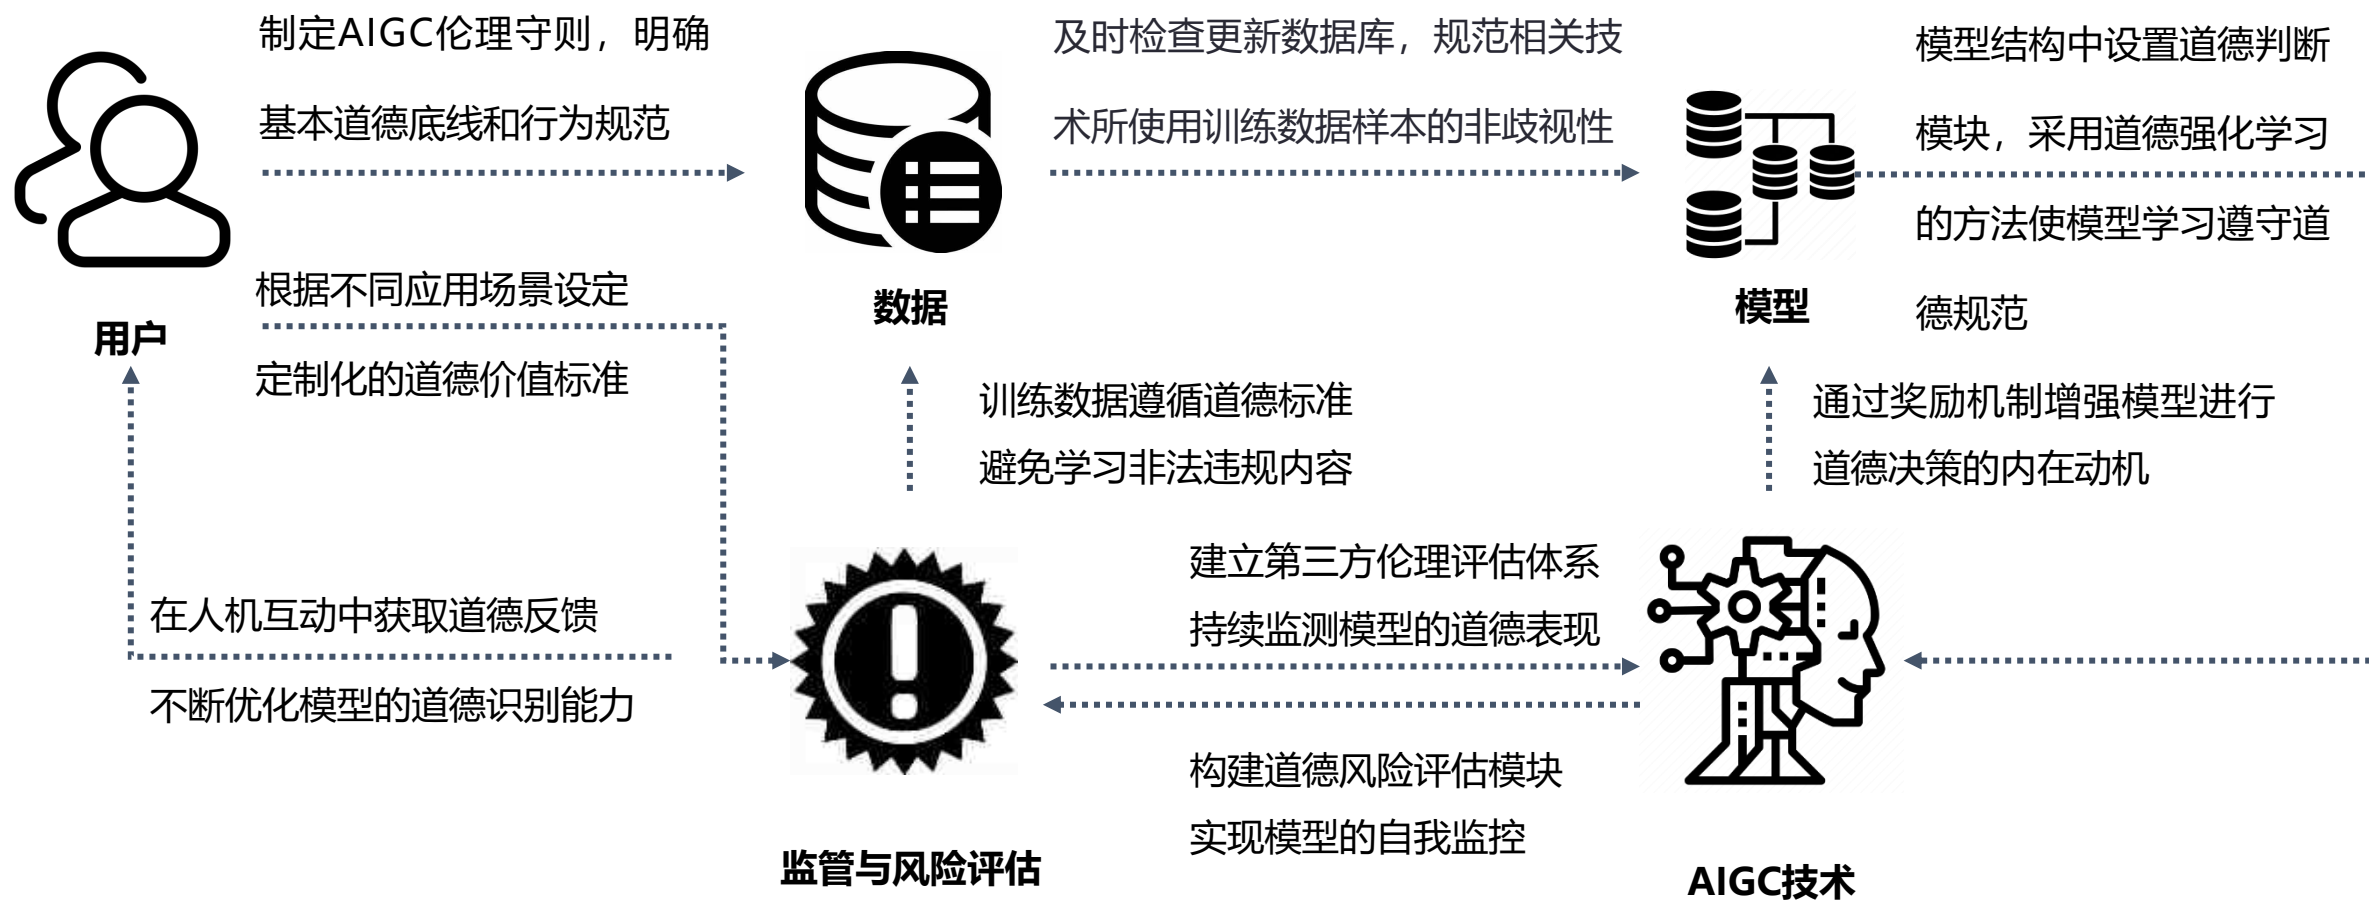 制定AIGC伦理守则，明确
基本道德底线和行为规范
及时检查更新数据库，规范相关技
术所使用训练数据样本的非歧视性
模型结构中设置道德判断
模块，采用道德强化学习
的方法使模型学习遵守道
德规范
用户
数据
模型
根据不同应用场景设定
定制化的道德价值标准
训练数据遵循道德标准
避免学习非法违规内容
通过奖励机制增强模型进行
道德决策的内在动机
在人机互动中获取道德反馈
不断优化模型的道德识别能力
建立第三方伦理评估体系
持续监测模型的道德表现
构建道德风险评估模块
实现模型的自我监控
监管与风险评估
AIGC技术